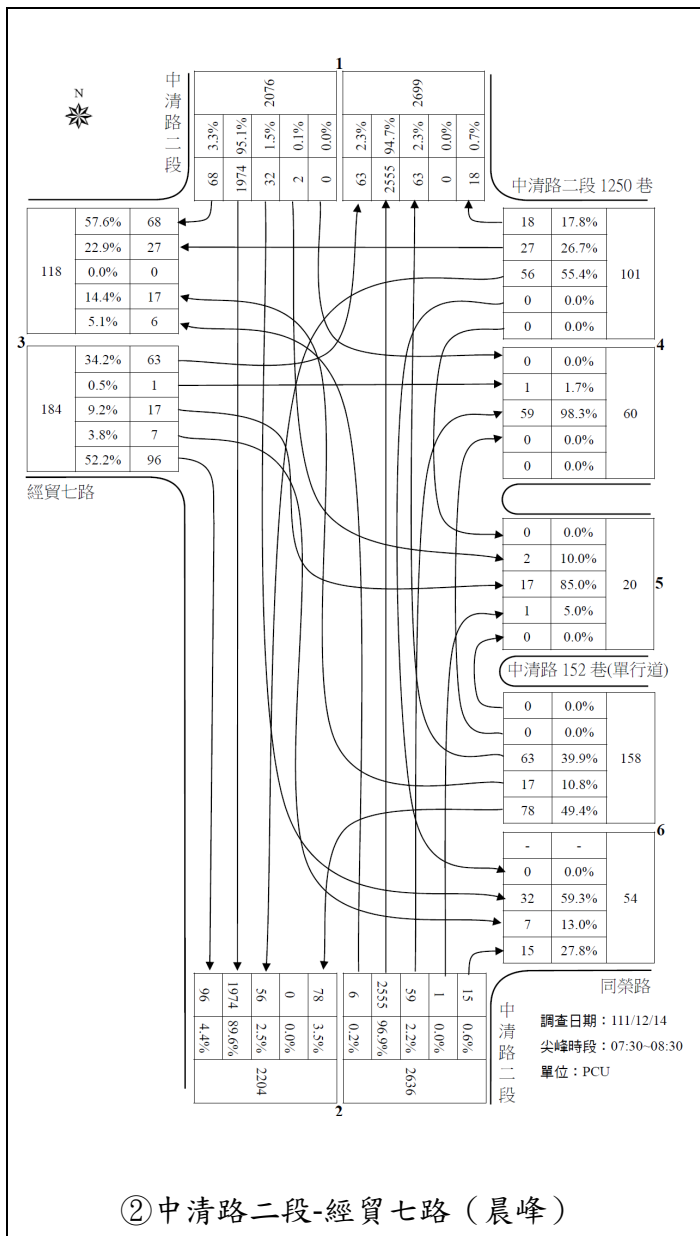 1
N
中清路二段
2076
3.3% 95.1% 1.5% 0.1% 0.0%
68 1974 32 2 0
2699
2.3% 94.7% 2.3% 0.0% 0.7%
63 2555 63 0 18
中清路二段 1250 巷
118
57.6% 68
22.9% 27
0.0% 0
14.4% 17
5.1% 6
18 17.8%
27 26.7%
56 55.4%
0 0.0%
0 0.0%
101
3
4
184
34.2% 63
0.5% 1
9.2% 17
3.8% 7
52.2% 96
經貿七路
0 0.0%
1 1.7%
59 98.3%
0 0.0%
0 0.0%
60
0 0.0%
2 10.0%
17 85.0%
1 5.0%
0 0.0%
20
5
中清路 152 巷(單行道)
0 0.0%
0 0.0%
63 39.9%
17 10.8%
78 49.4%
158
6
- -
0 0.0%
32 59.3%
7 13.0%
15 27.8%
54
同榮路
96 1974 56 0 78
4.4% 89.6% 2.5% 0.0% 3.5%
2204
6 2555 59 1 15
0.2% 96.9% 2.2% 0.0% 0.6%
2636
中清路二段
2
調查日期：111/12/14
尖峰時段：07:30~08:30
單位：PCU
②中清路二段-經貿七路（晨峰）